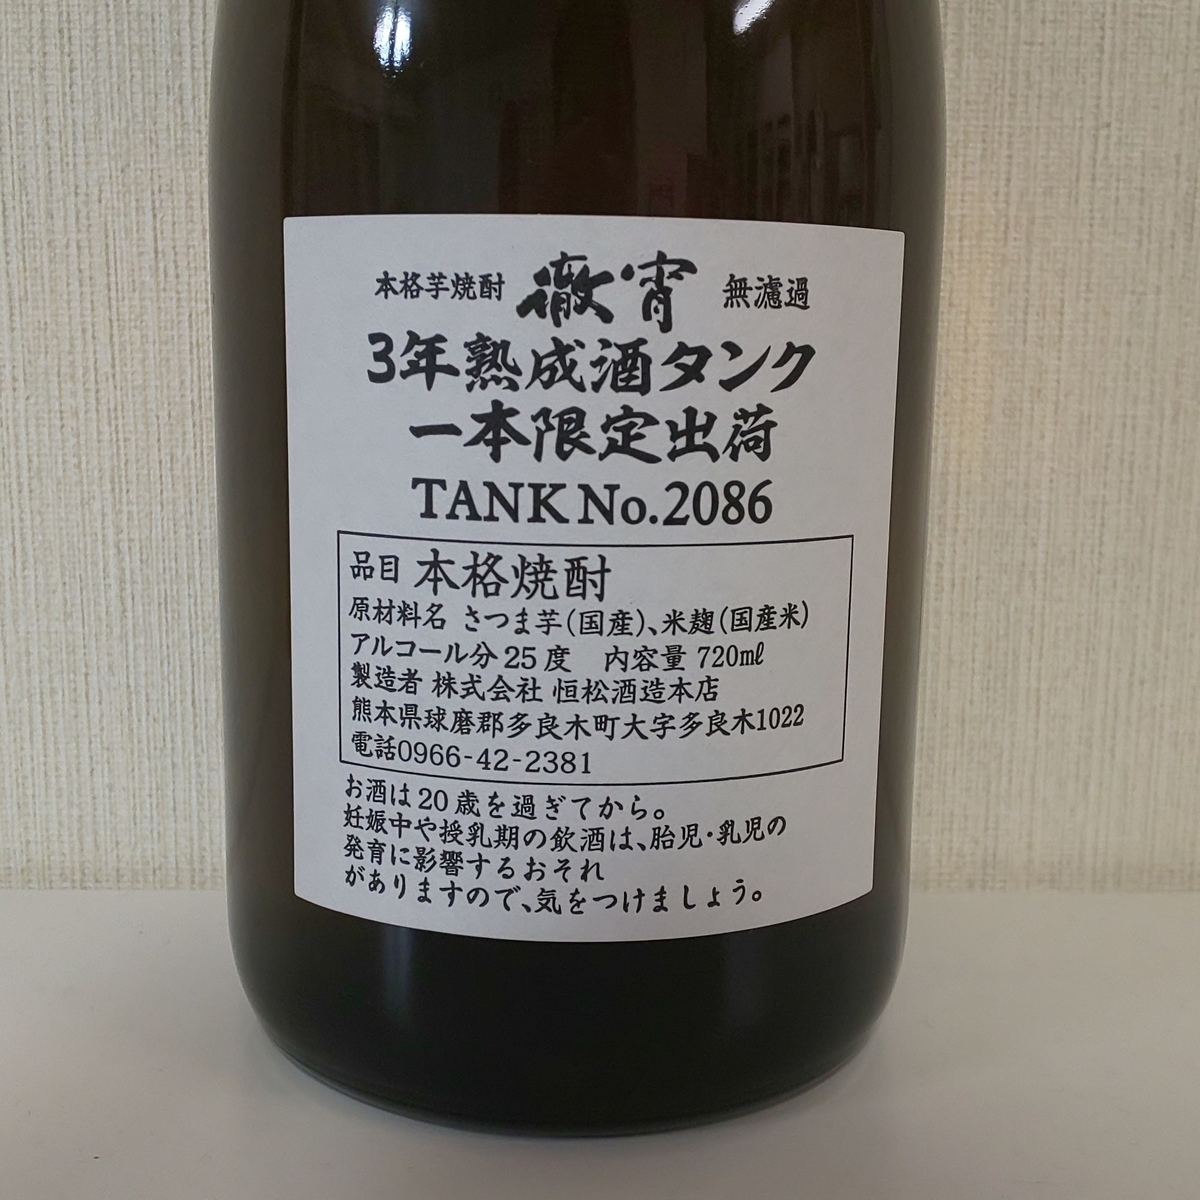 本格芋焼酎 徹宵 無濾過
3年熟成酒タンク
一本限定出荷
TANK No.2086
品目 本格焼酎
原材料名 さつま芋(国産)、米麹(国産米)
アルコール分25度 内容量 720㎖
製造者 株式会社 恒松酒造本店
熊本県球磨郡多良木町大字多良木1022
電話0966-42-2381
お酒は20歳を過ぎてから。
妊娠中や授乳期の飲酒は、胎児・乳児の
発育に影響するおそれ
がありますので、気をつけましょう。